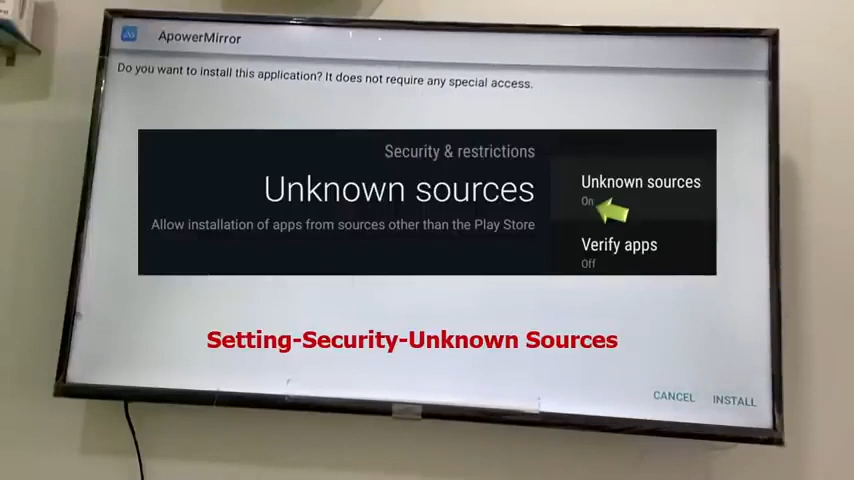 ApowerMirror
Do you want to install this application? It does not require any special access.
Security & restrictions
Unknown sources
Allow installation of apps from sources other than the Play Store
Unknown sources
On
Verify apps
Off
Setting-Security-Unknown Sources
CANCEL INSTALL